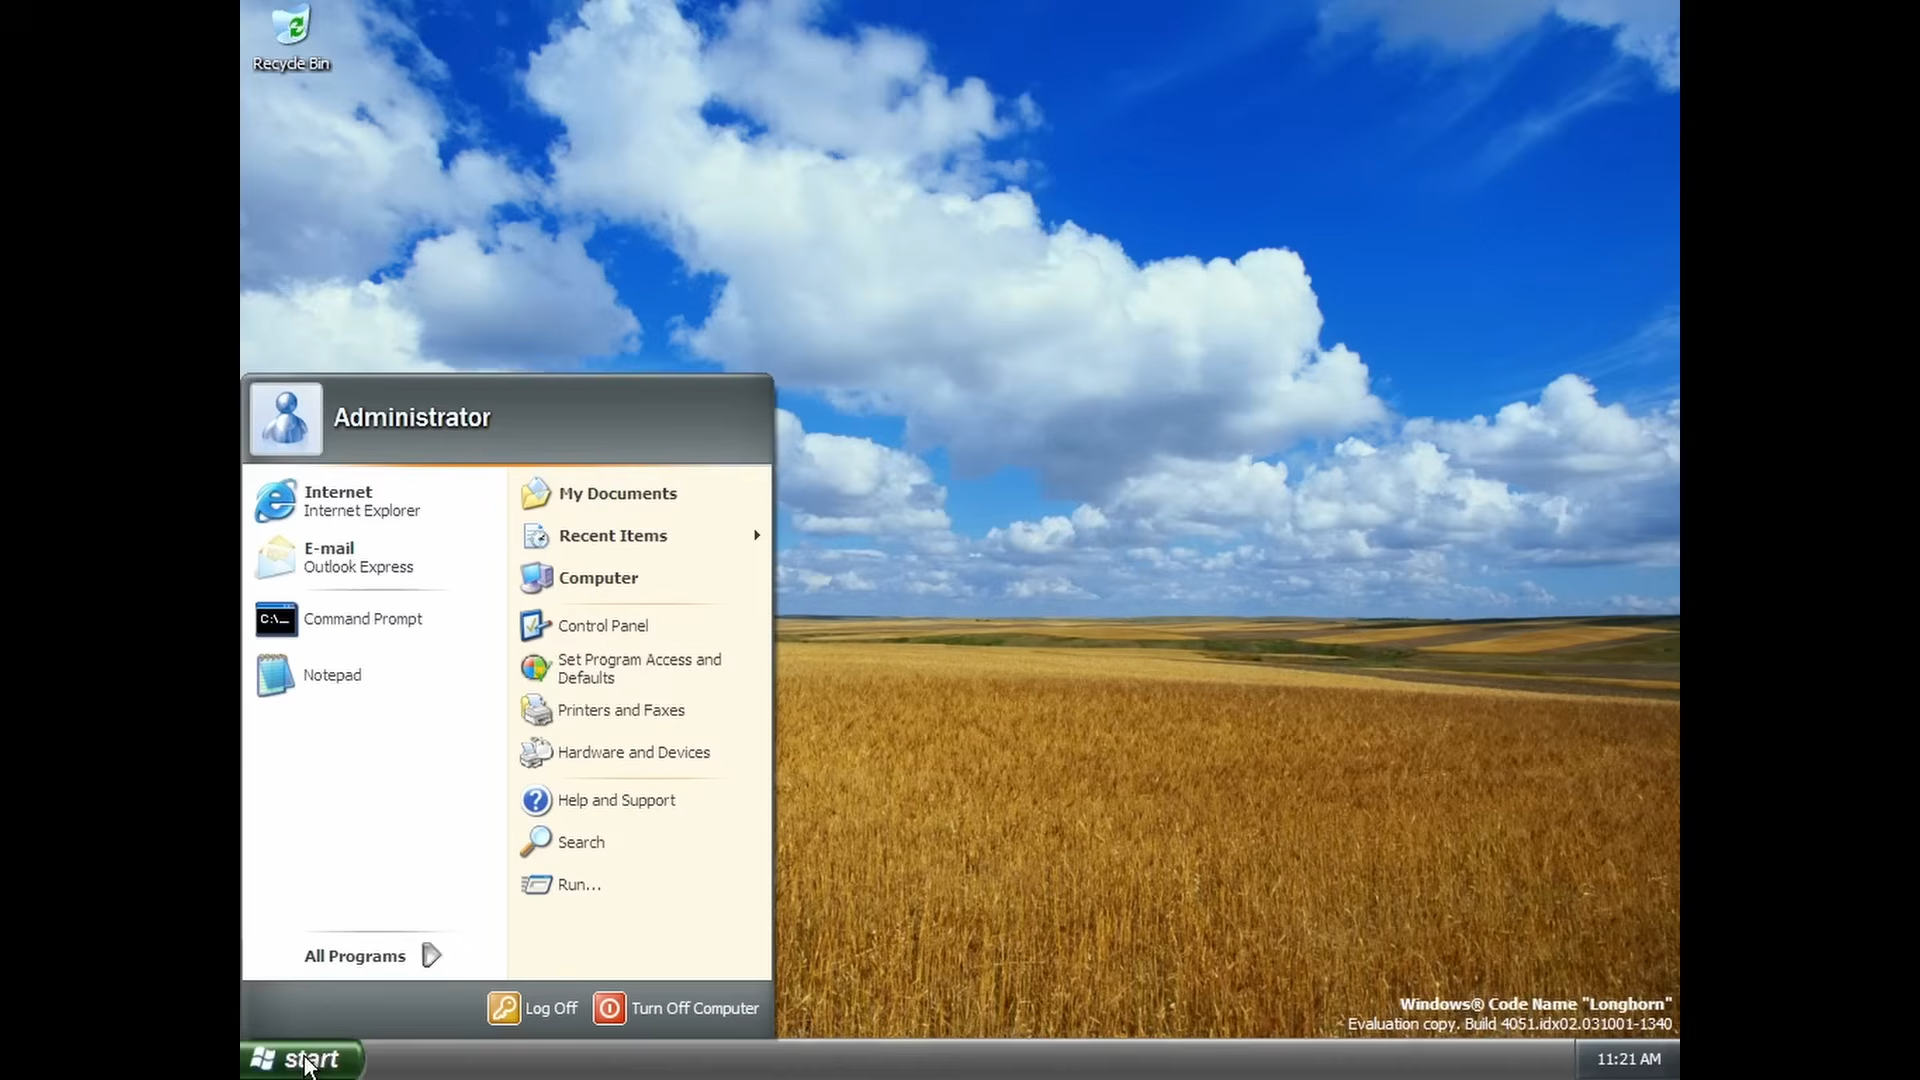 Recycle Bin
Administrator
Internet
Internet Explorer
E-mail
Outlook Express
Command Prompt
Notepad
All Programs
My Documents
Recent Items
Computer
Control Panel
Set Program Access and
Defaults
Printers and Faxes
Hardware and Devices
Help and Support
Search
Run...
Log Off
Turn Off Computer
Windows® Code Name "Longhorn"
Evaluation copy. Build 4051.idx02.031001-1340
start
11:21 AM